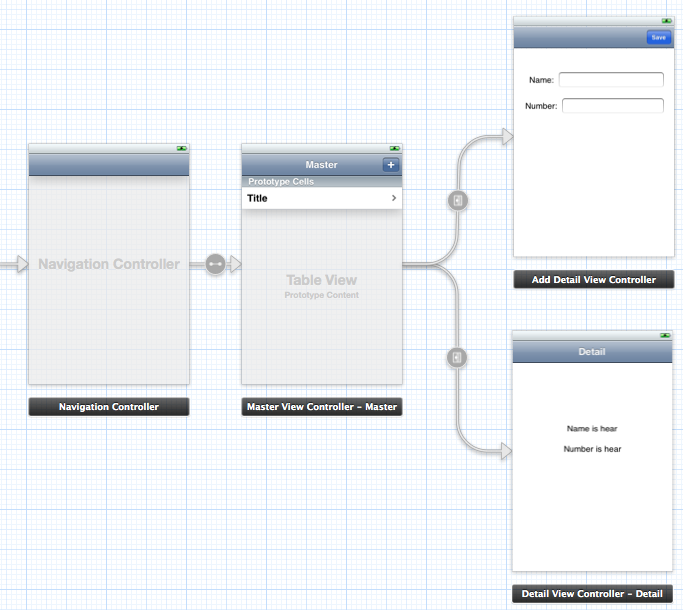 Navigation Controller
Navigation Controller
Master
+
Prototype Cells
Title
Table View
Prototype Content
Master View Controller - Master
Save
Name:
Number:
Add Detail View Controller
Detail
Name is hear
Number is hear
Detail View Controller - Detail